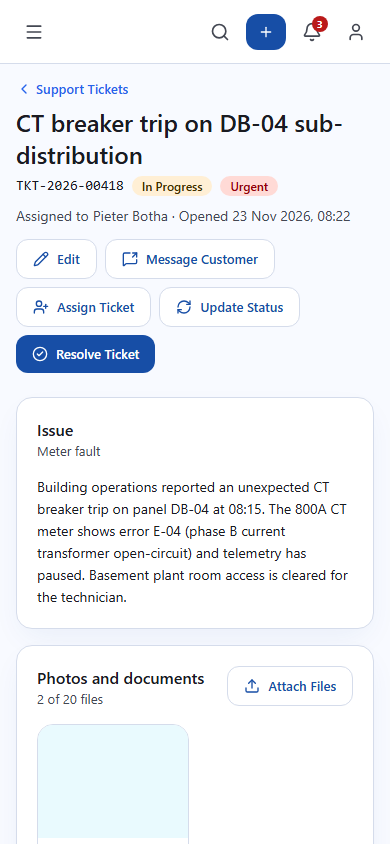 3
Support Tickets
CT breaker trip on DB-04 sub-
distribution
TKT-2026-00418 In Progress Urgent
Assigned to Pieter Botha · Opened 23 Nov 2026, 08:22
Edit Message Customer
Assign Ticket Update Status
Resolve Ticket
Issue
Meter fault
Building operations reported an unexpected CT
breaker trip on panel DB-04 at 08:15. The 800A CT
meter shows error E-04 (phase B current
transformer open-circuit) and telemetry has
paused. Basement plant room access is cleared for
the technician.
Photos and documents
2 of 20 files
Attach Files